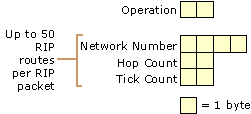 Operation
Up to 50
RIP
routes
per RIP
packet
Network Number
Hop Count
Tick Count
= 1 byte